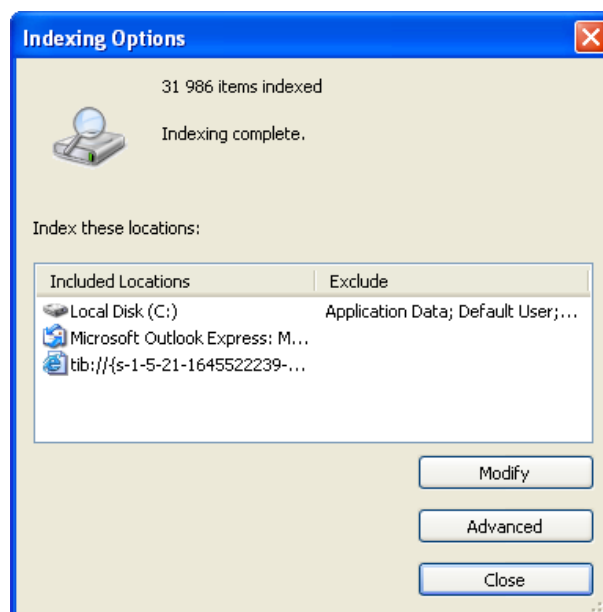 Indexing Options
31 986 items indexed
Indexing complete.
Index these locations:
Included Locations Exclude
Local Disk (C:) Application Data; Default User;...
Microsoft Outlook Express: M...
tib://{s-1-5-21-1645522239-...
Modify
Advanced
Close